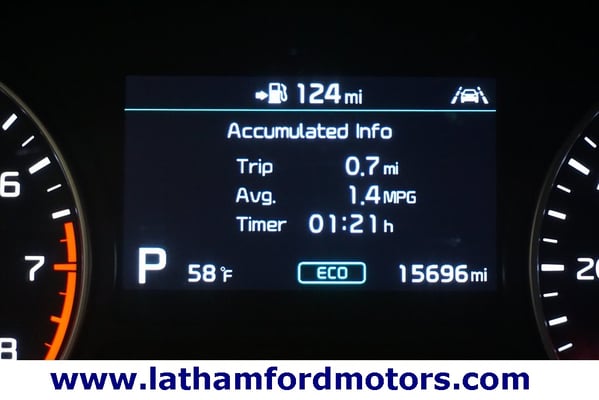 124 mi
Accumulated Info
Trip 0.7 mi
Avg. 1.4 MPG
Timer 01:21 h
P 58 °F ECO 15696 mi
6
7
8
20
www.lathamfordmotors.com